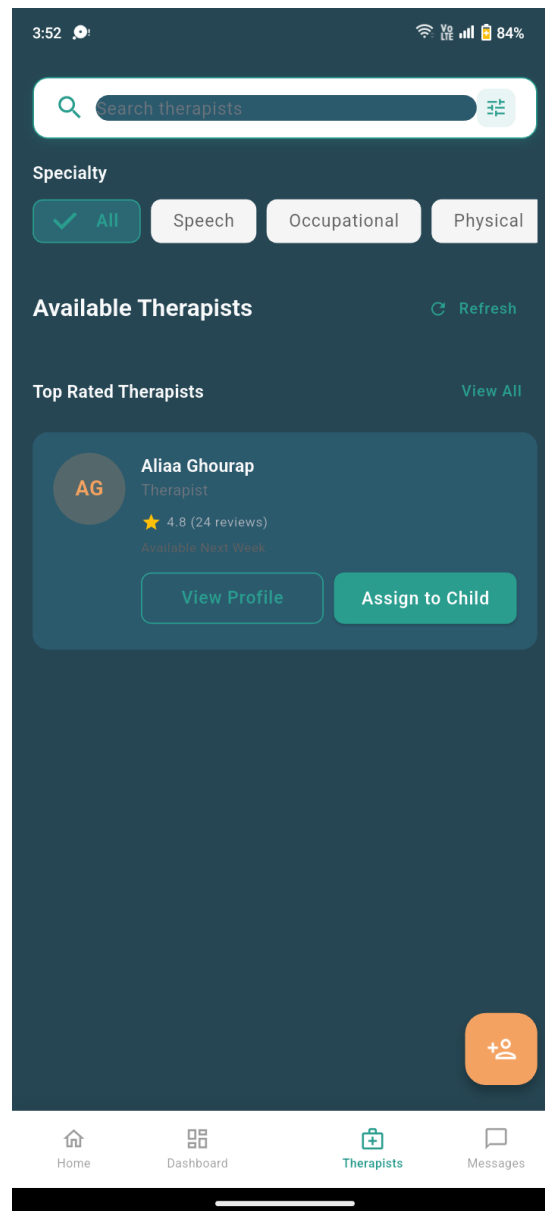 3:52
Vo LTE 84%
Search therapists
Specialty
All Speech Occupational Physical
Available Therapists Refresh
Top Rated Therapists View All
AG
Aliaa Ghourap
Therapist
4.8 (24 reviews)
Available Next Week
View Profile Assign to Child
Home Dashboard Therapists Messages